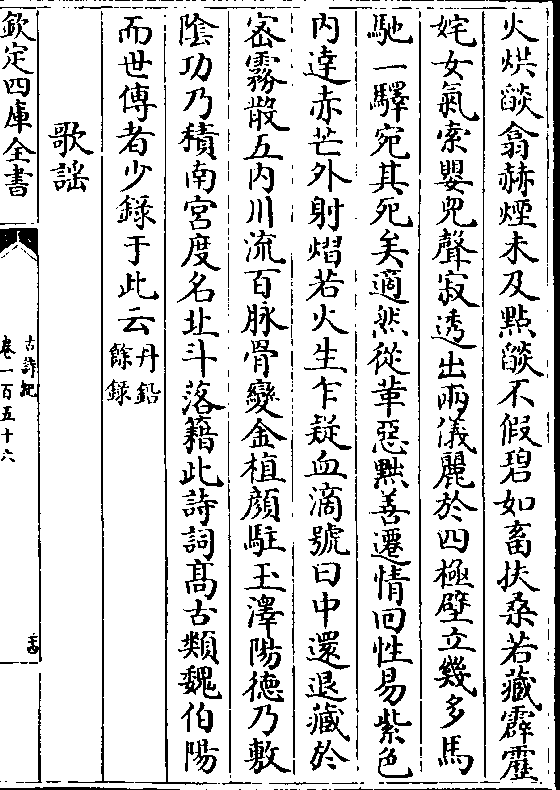 火烘燄翕赫煙未及點燄不假碧如畜扶桑若藏霹靂
姹女氣索嬰兒聲寂透出兩儀麗於四極壁立幾多馬
馳一驛宛其死矣適然從革惡黜善遷情回性易紫色
内達赤芒外射熠若火生乍疑血滴號曰中還退藏於
密霧散五内川流百脉骨變金植顔駐玉澤陽德乃敷
陰功乃積南宫度名北斗落籍此詩詞髙古類魏伯陽
而世傳者少録于此云丹鉛
餘録
歌謡
欽定四庫全書
古詩紀
卷一百五十六